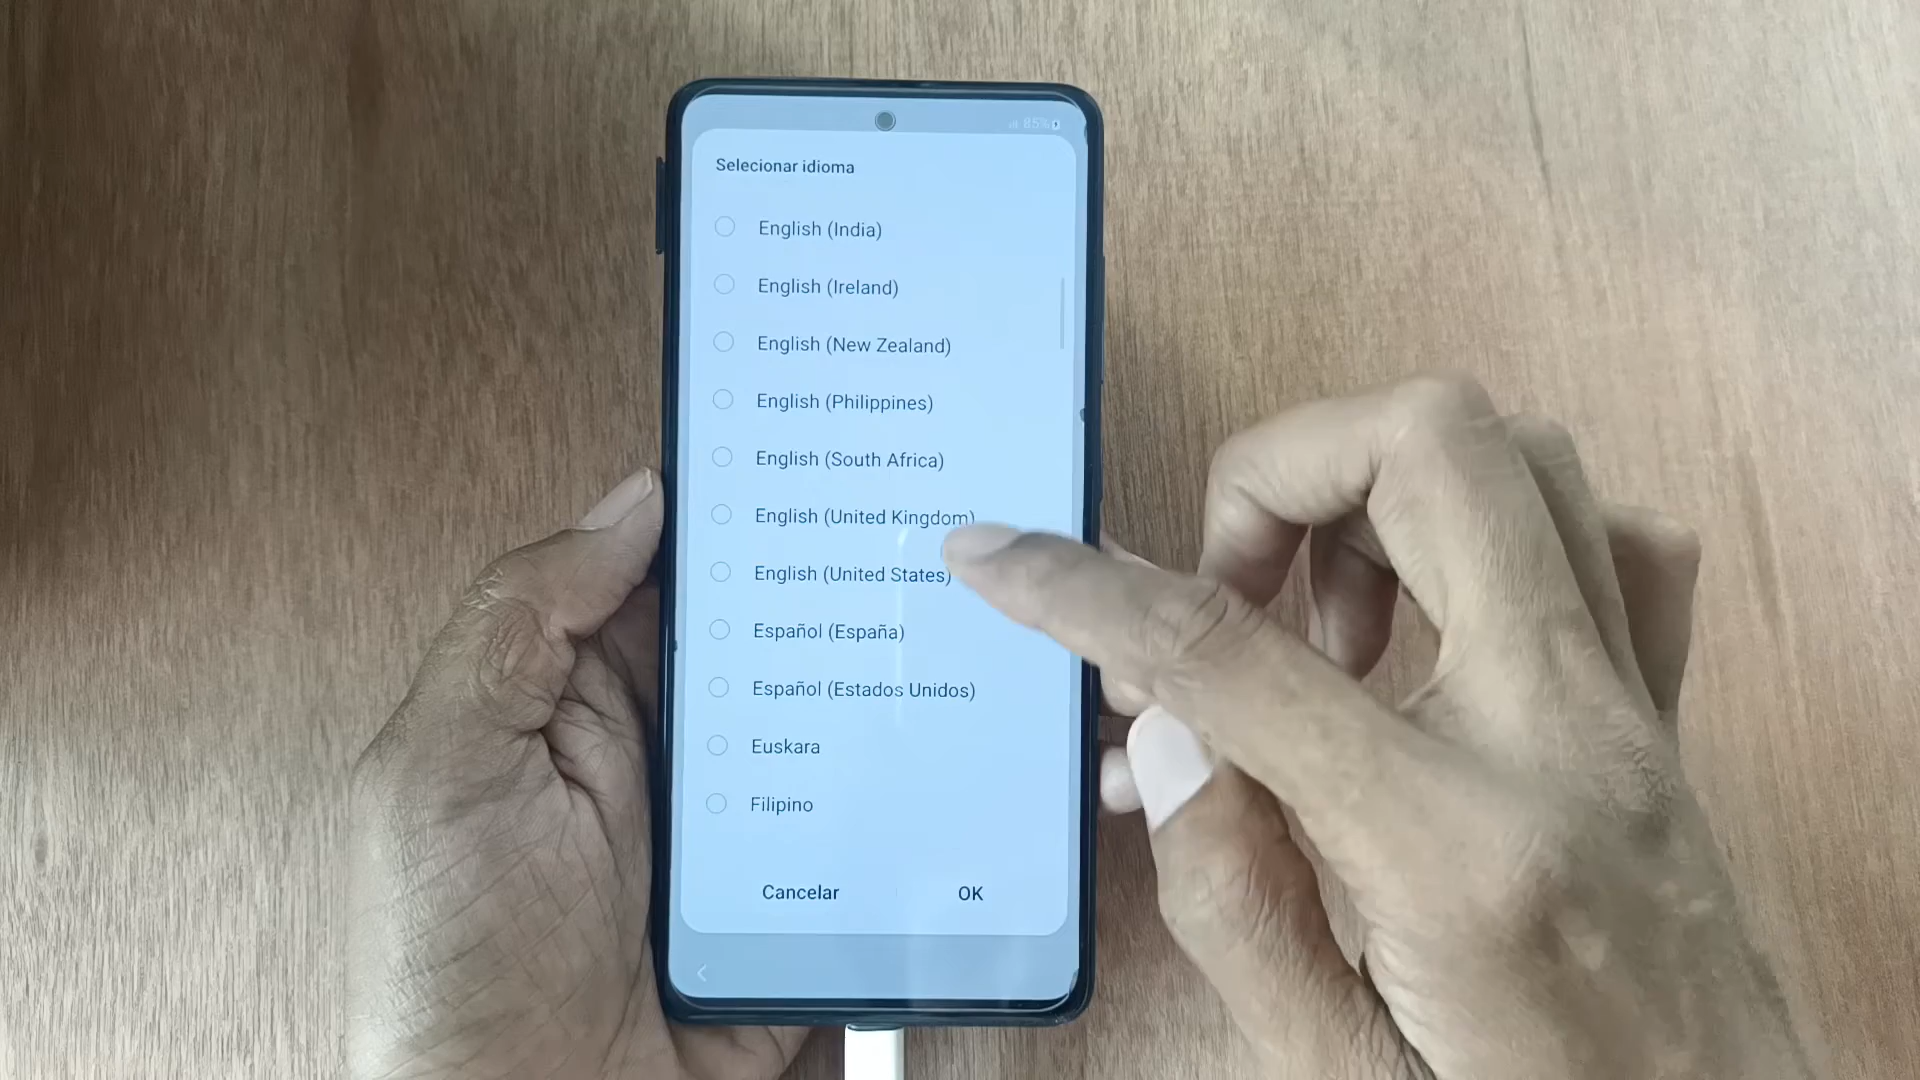 85%
Selecionar idioma
English (India)
English (Ireland)
English (New Zealand)
English (Philippines)
English (South Africa)
English (United Kingdom)
English (United States)
Español (España)
Español (Estados Unidos)
Euskara
Filipino
Cancelar
OK